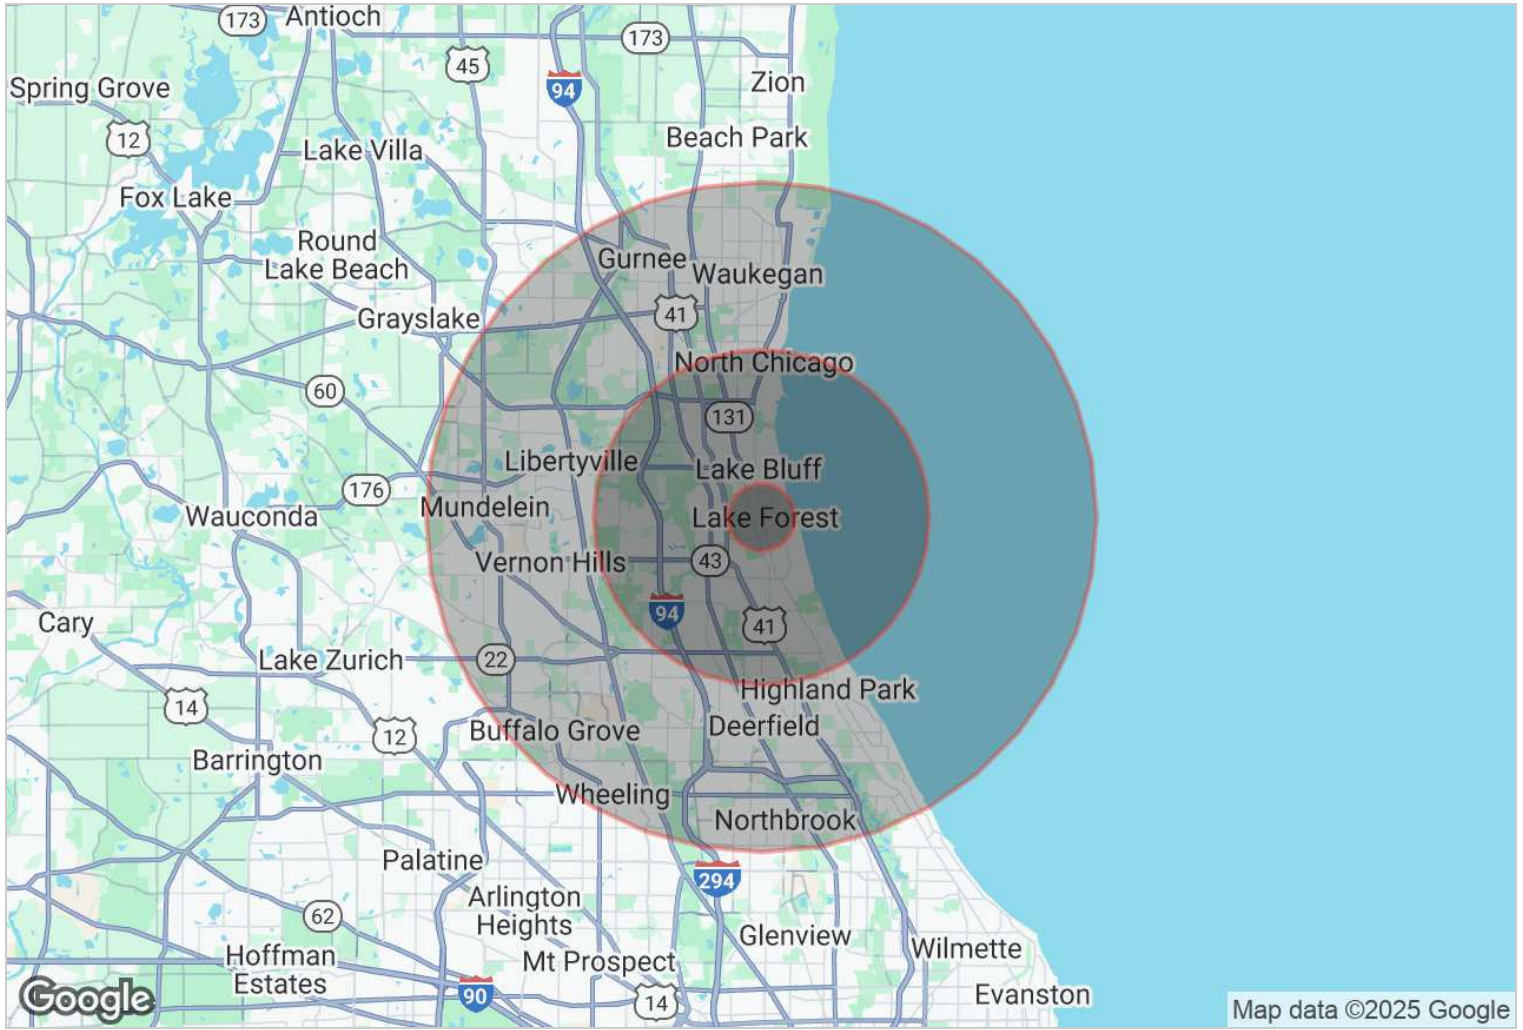 173
Antioch
173
45
94
Zion
Spring Grove
12
Beach Park
Lake Villa
Fox Lake
Round
Lake Beach
Gurnee
Waukegan
41
Grayslake
North Chicago
60
131
Libertyville
Lake Bluff
176
Mundelein
Wauconda
Lake Forest
Vernon Hills
43
94
41
Cary
Lake Zurich
22
Highland Park
14
12
Buffalo Grove
Deerfield
Barrington
Wheeling
Northbrook
Palatine
294
Arlington
Heights
62
Glenview
Wilmette
Hoffman
Estates
Mt Prospect
90
14
Evanston
Google
Map data ©2025 Google